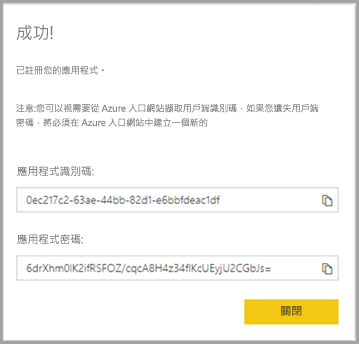 成功!
已註冊您的應用程式。
注意:您可以視需要從 Azure 入口網站擷取用戶端識別碼，如果您遺失用戶端
密碼，將必須在 Azure 入口網站中建立一個新的
應用程式識別碼:
0ec217c2-63ae-44bb-82d1-e6bbfdeac1df
應用程式密碼:
6drXhm0lK2ifRSFOZ/cqcA8H4z34flKcUEyjU2CGbJs=
關閉